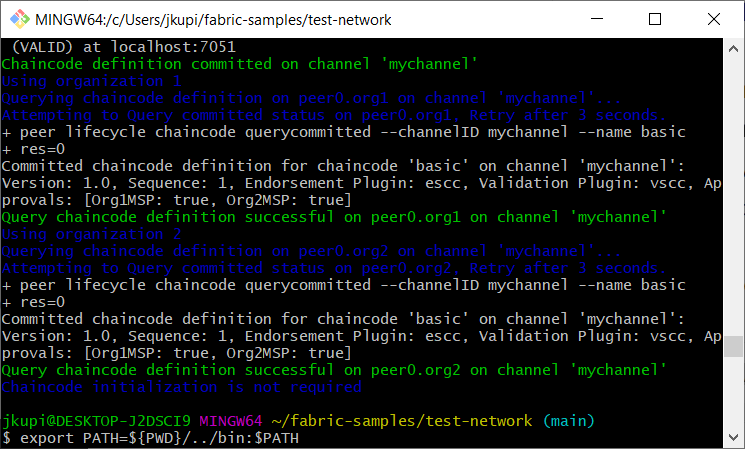 MINGW64:/c/Users/jkupi/fabric-samples/test-network
 (VALID) at localhost:7051
Chaincode definition committed on channel 'mychannel'
Using organization 1
Querying chaincode definition on peer0.org1 on channel 'mychannel'...
Attempting to Query committed status on peer0.org1, Retry after 3 seconds.
+ peer lifecycle chaincode querycommitted --channelID mychannel --name basic
+ res=0
Committed chaincode definition for chaincode 'basic' on channel 'mychannel':
Version: 1.0, Sequence: 1, Endorsement Plugin: escc, Validation Plugin: vscc, Ap
provals: [Org1MSP: true, Org2MSP: true]
Query chaincode definition successful on peer0.org1 on channel 'mychannel'
Using organization 2
Querying chaincode definition on peer0.org2 on channel 'mychannel'...
Attempting to Query committed status on peer0.org2, Retry after 3 seconds.
+ peer lifecycle chaincode querycommitted --channelID mychannel --name basic
+ res=0
Committed chaincode definition for chaincode 'basic' on channel 'mychannel':
Version: 1.0, Sequence: 1, Endorsement Plugin: escc, Validation Plugin: vscc, Ap
provals: [Org1MSP: true, Org2MSP: true]
Query chaincode definition successful on peer0.org2 on channel 'mychannel'
Chaincode initialization is not required
jkupi@DESKTOP-J2DSCI9 MINGW64 ~/fabric-samples/test-network (main)
$ export PATH=${PWD}/../bin:$PATH